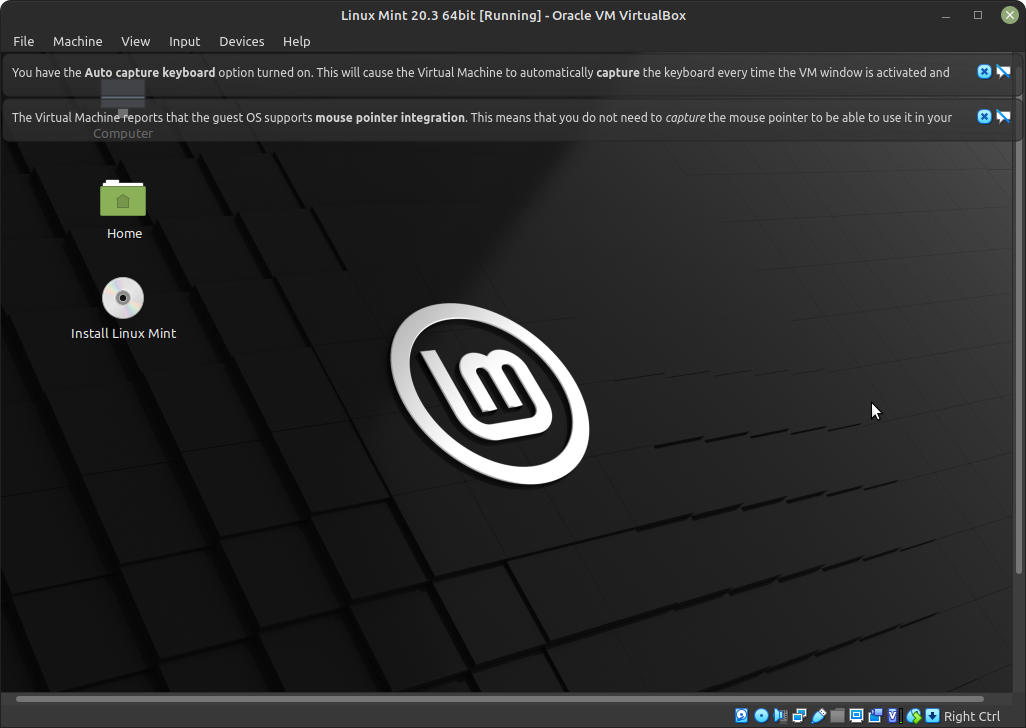 Linux Mint 20.3 64bit [Running] - Oracle VM VirtualBox
File Machine View Input Devices Help
You have the Auto capture keyboard option turned on. This will cause the Virtual Machine to automatically capture the keyboard every time the VM window is activated and
The Virtual Machine reports that the guest OS supports mouse pointer integration. This means that you do not need to capture the mouse pointer to be able to use it in your
Computer
Home
Install Linux Mint
Right Ctrl